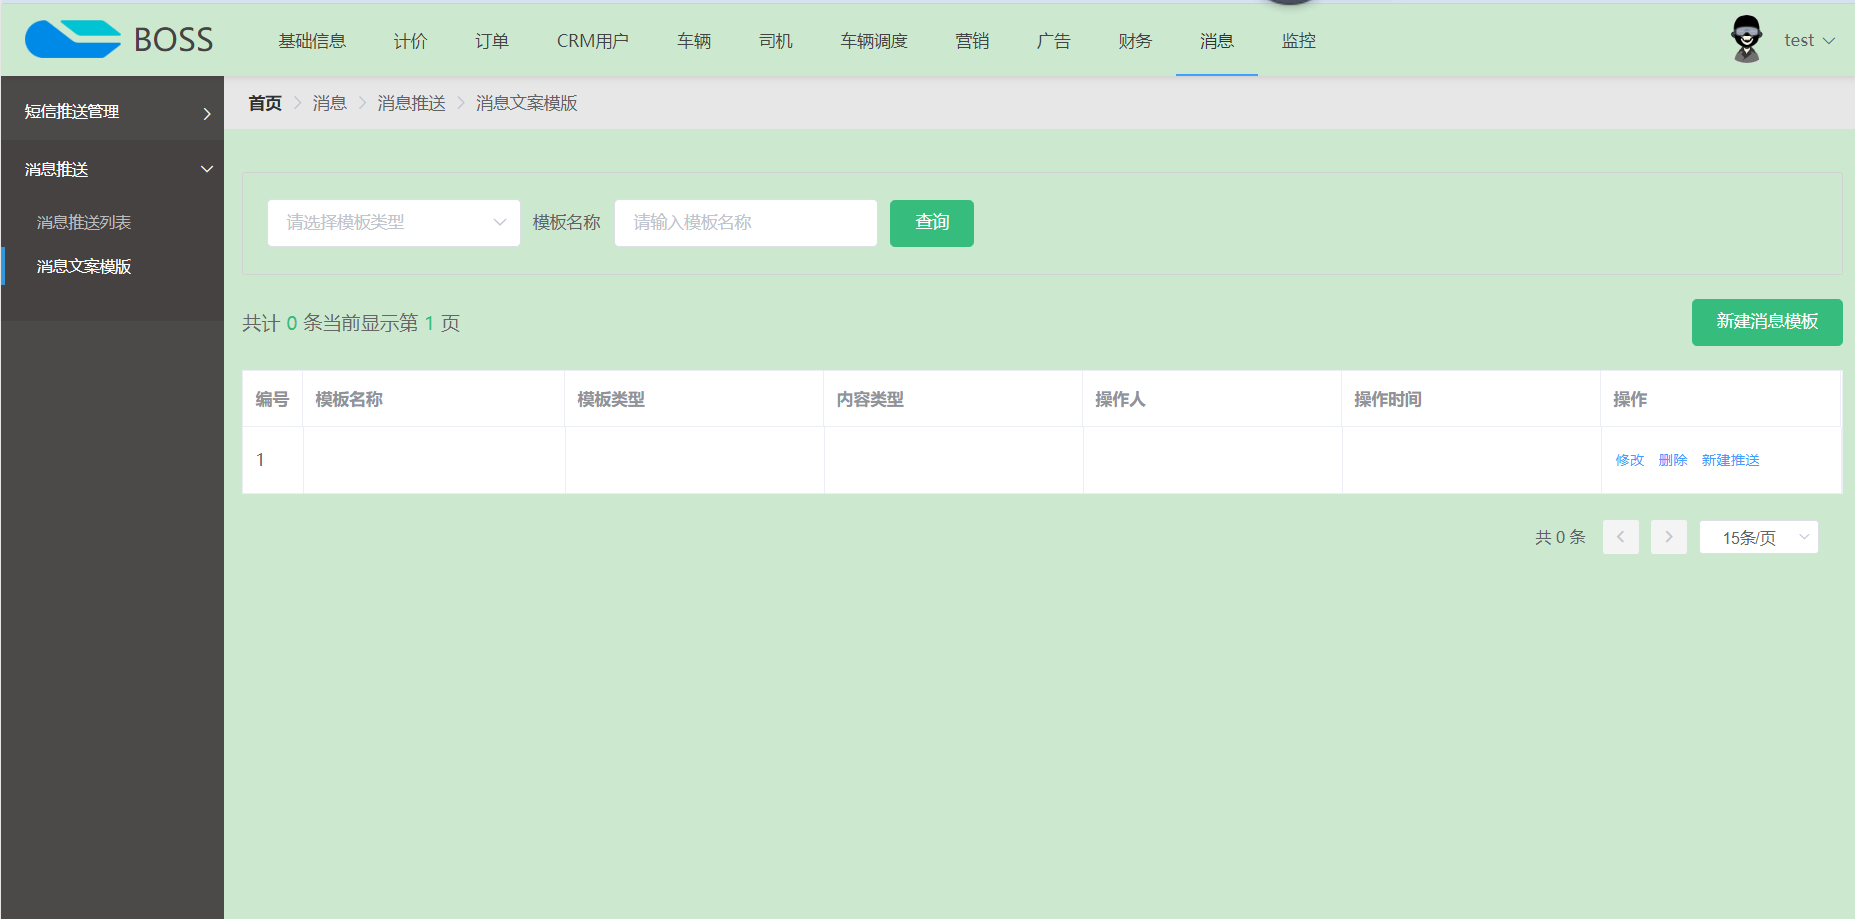 BOSS 基础信息 计价 订单 CRM用户 车辆 司机 车辆调度 营销 广告 财务 消息 监控 test
短信推送管理
消息推送
消息推送列表
消息文案模版
首页 消息 消息推送 消息文案模版
请选择模板类型 模板名称 请输入模板名称 查询
共计 0 条当前显示第 1 页 新建消息模板
编号 模板名称 模板类型 内容类型 操作人 操作时间 操作
1 修改 删除 新建推送
共 0 条 15条/页